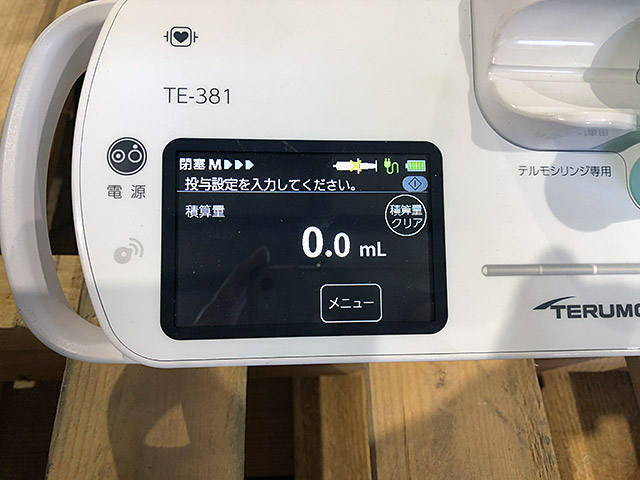 TE-381
電源
閉塞 M
投与設定を入力してください。
積算量
積算量
クリア
0.0 mL
メニュー
テルモシリンジ専用
TERUMO